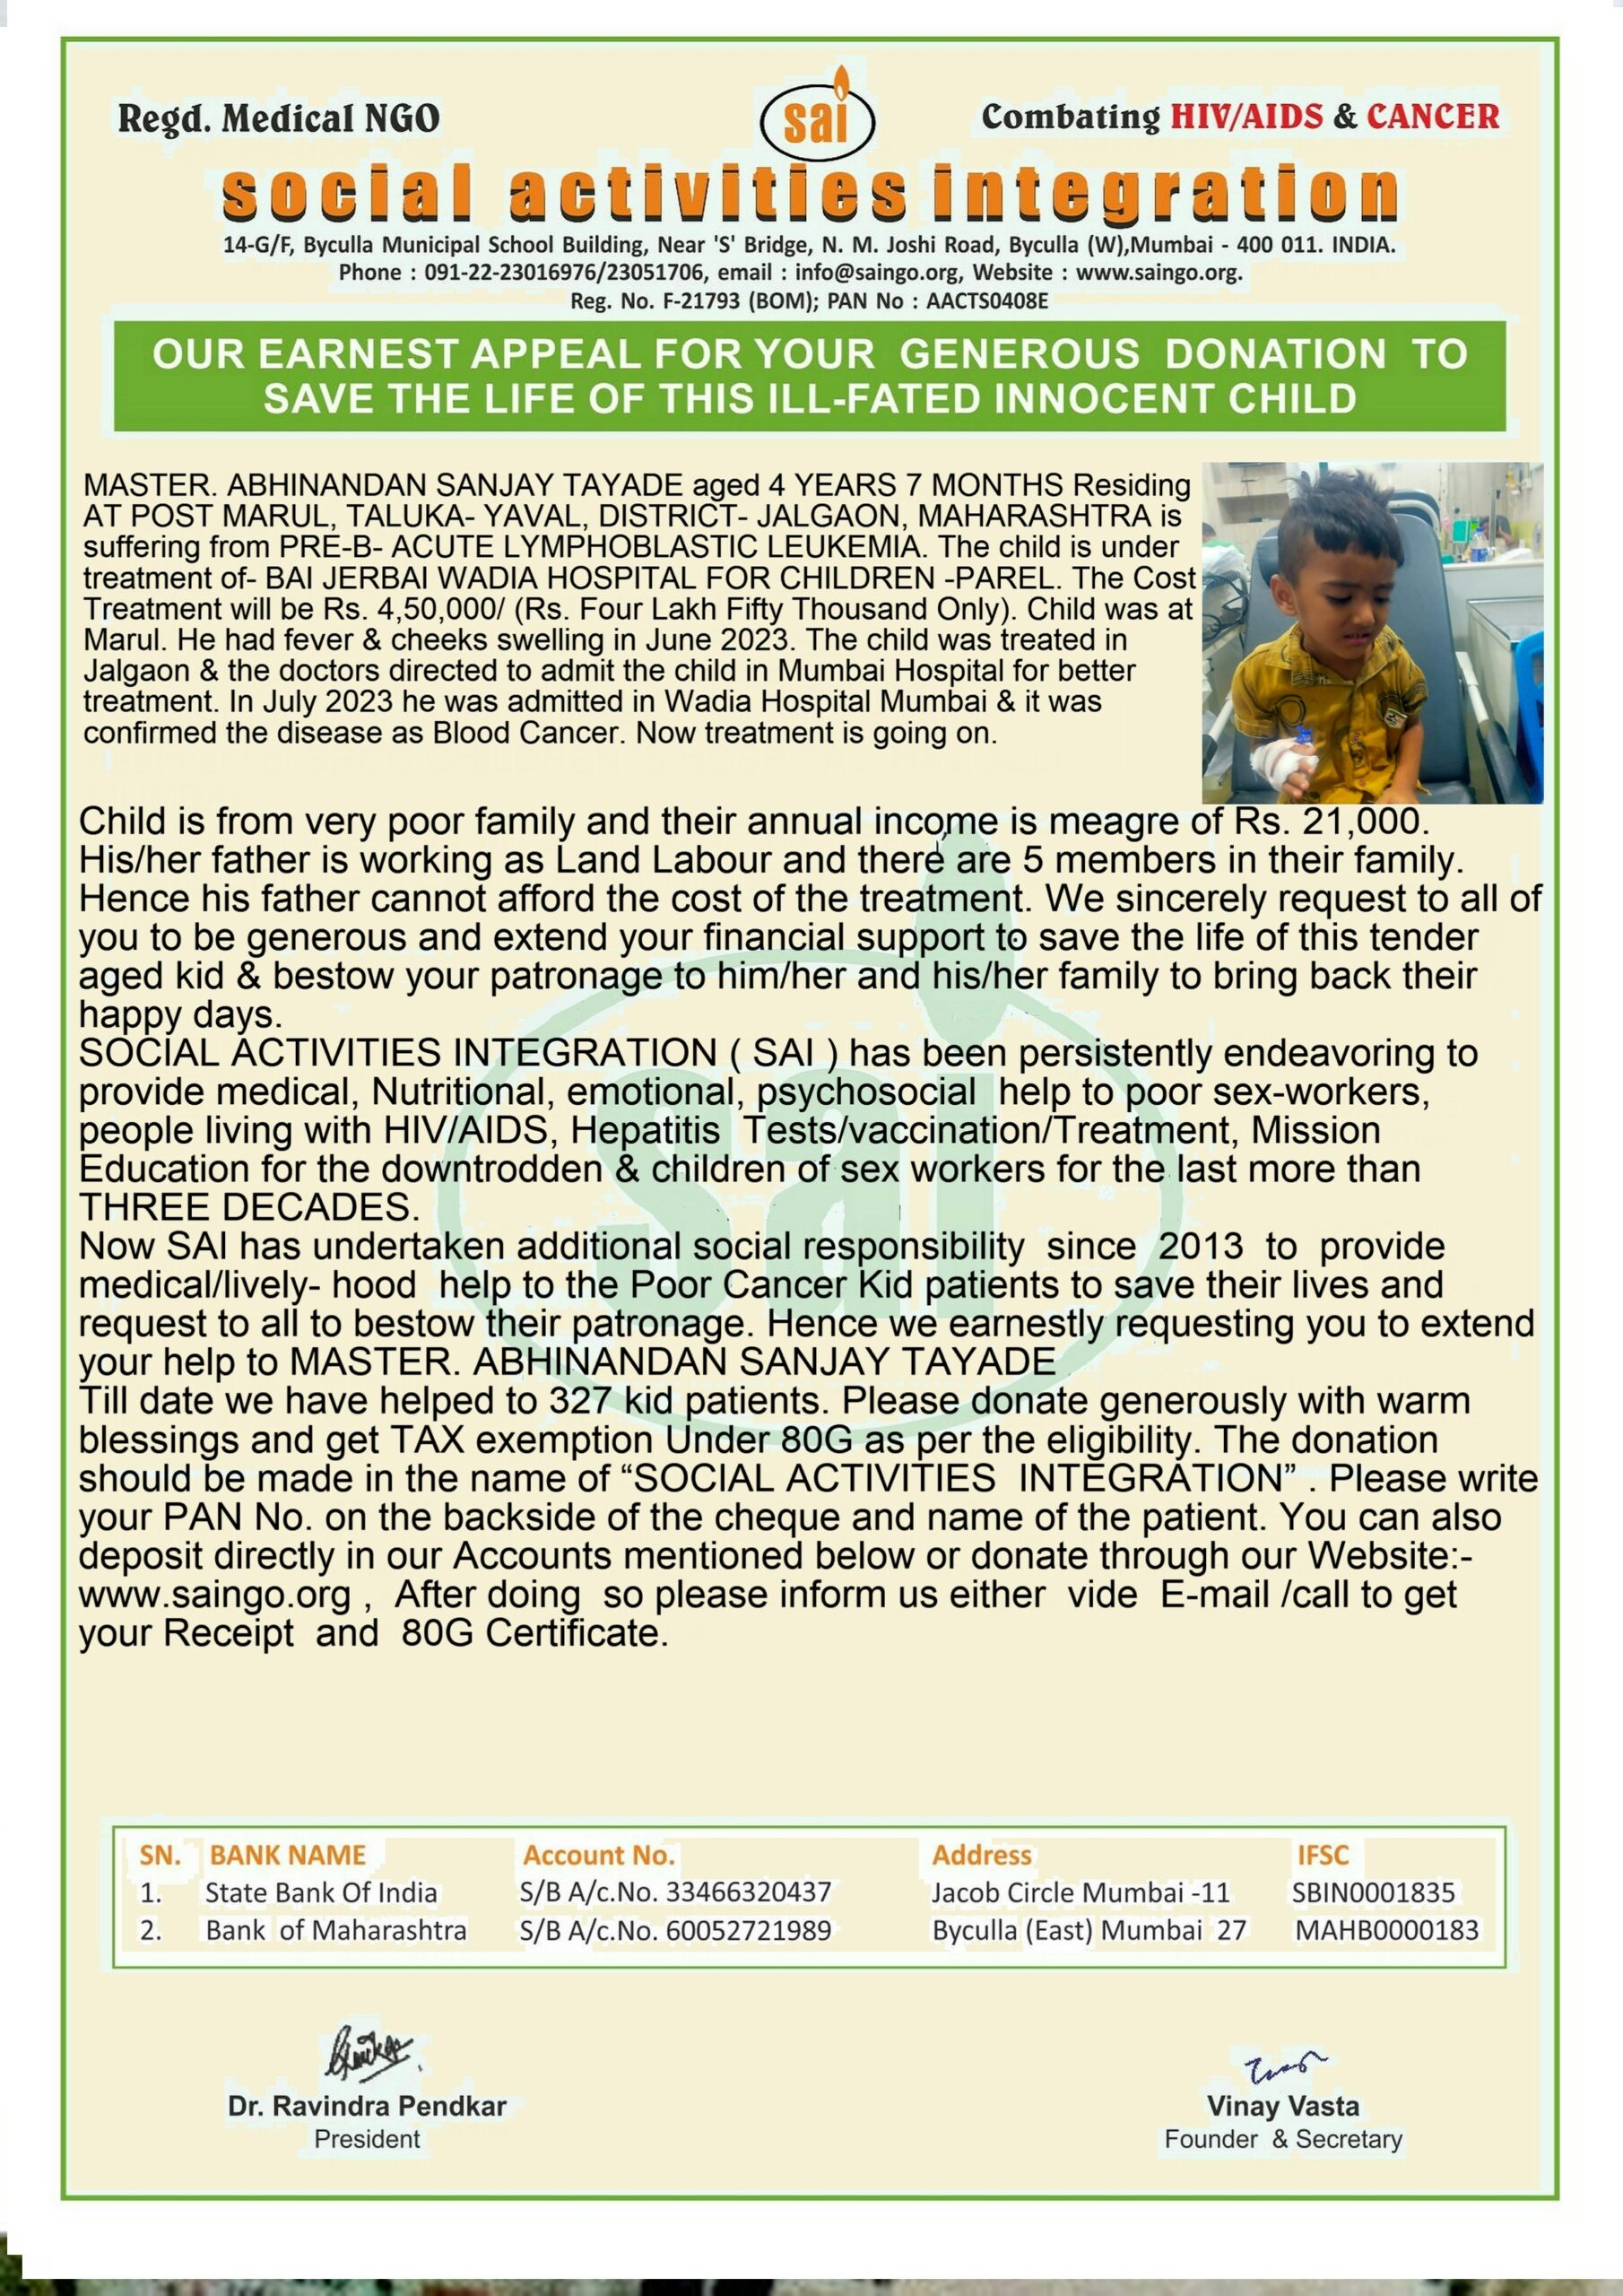 Regd. Medical NGO
sai
Combating HIV/AIDS & CANCER
social activities integration
14-G/F, Byculla Municipal School Building, Near 'S' Bridge, N. M. Joshi Road, Byculla (W),Mumbai - 400 011. INDIA.
Phone : 091-22-23016976/23051706, email : info@saingo.org, Website : www.saingo.org.
Reg. No. F-21793 (BOM); PAN No : AACTS0408E
OUR EARNEST APPEAL FOR YOUR GENEROUS DONATION TO
SAVE THE LIFE OF THIS ILL-FATED INNOCENT CHILD
MASTER. ABHINANDAN SANJAY TAYADE aged 4 YEARS 7 MONTHS Residing
AT POST MARUL, TALUKA- YAVAL, DISTRICT- JALGAON, MAHARASHTRA is
suffering from PRE-B- ACUTE LYMPHOBLASTIC LEUKEMIA. The child is under
treatment of- BAI JERBAI WADIA HOSPITAL FOR CHILDREN -PAREL. The Cost
Treatment will be Rs. 4,50,000/ (Rs. Four Lakh Fifty Thousand Only). Child was at
Marul. He had fever & cheeks swelling in June 2023. The child was treated in
Jalgaon & the doctors directed to admit the child in Mumbai Hospital for better
treatment. In July 2023 he was admitted in Wadia Hospital Mumbai & it was
confirmed the disease as Blood Cancer. Now treatment is going on.
Child is from very poor family and their annual income is meagre of Rs. 21,000.
His/her father is working as Land Labour and there are 5 members in their family.
Hence his father cannot afford the cost of the treatment. We sincerely request to all of
you to be generous and extend your financial support to save the life of this tender
aged kid & bestow your patronage to him/her and his/her family to bring back their
happy days.
SOCIAL ACTIVITIES INTEGRATION ( SAI ) has been persistently endeavoring to
provide medical, Nutritional, emotional, psychosocial help to poor sex-workers,
people living with HIV/AIDS, Hepatitis Tests/vaccination/Treatment, Mission
Education for the downtrodden & children of sex workers for the last more than
THREE DECADES.
Now SAI has undertaken additional social responsibility since 2013 to provide
medical/lively- hood help to the Poor Cancer Kid patients to save their lives and
request to all to bestow their patronage. Hence we earnestly requesting you to extend
your help to MASTER. ABHINANDAN SANJAY TAYADE
Till date we have helped to 327 kid patients. Please donate generously with warm
blessings and get TAX exemption Under 80G as per the eligibility. The donation
should be made in the name of “SOCIAL ACTIVITIES INTEGRATION” . Please write
your PAN No. on the backside of the cheque and name of the patient. You can also
deposit directly in our Accounts mentioned below or donate through our Website:-
www.saingo.org , After doing so please inform us either vide E-mail /call to get
your Receipt and 80G Certificate.
sai
SN. BANK NAME Account No. Address IFSC
1. State Bank Of India S/B A/c.No. 33466320437 Jacob Circle Mumbai -11 SBIN0001835
2. Bank of Maharashtra S/B A/c.No. 60052721989 Byculla (East) Mumbai 27 MAHB0000183
Dr. Ravindra Pendkar
President
Vinay Vasta
Founder & Secretary